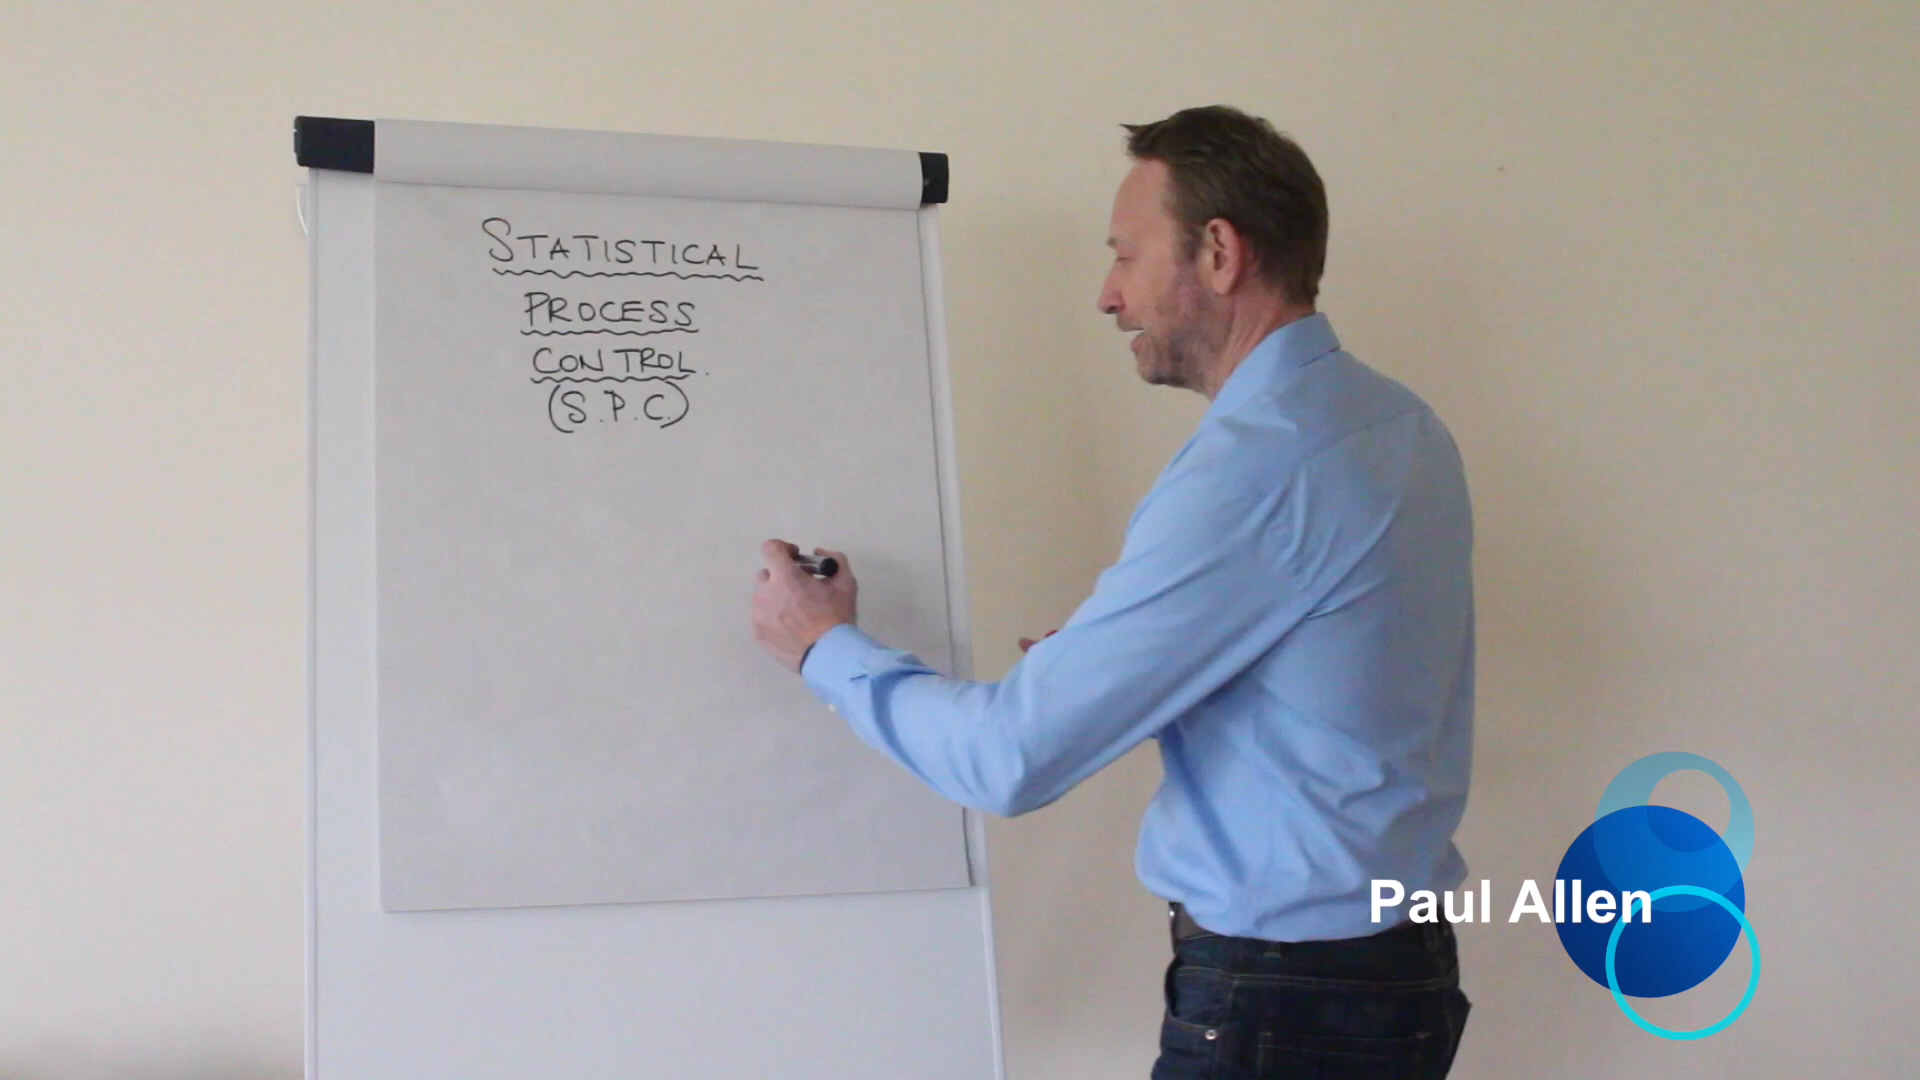 STATISTICAL
PROCESS
CONTROL.
(S.P.C.)
Paul Allen